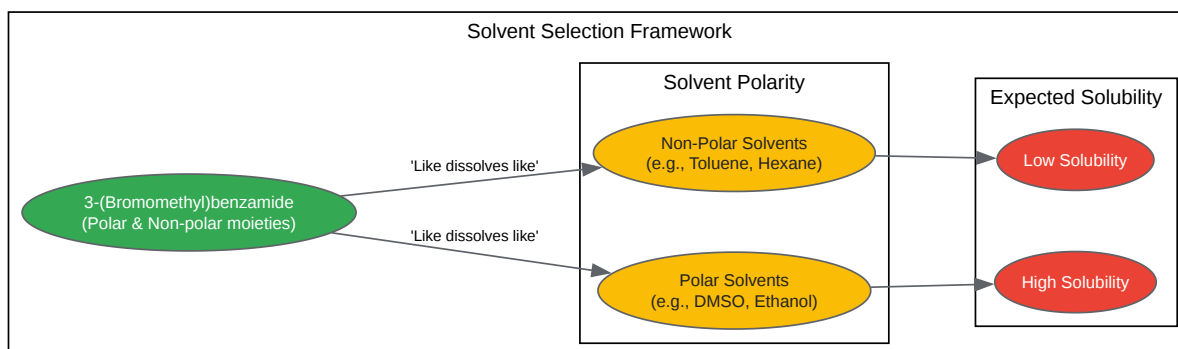 Solvent Selection Framework
Solvent Polarity
Expected Solubility
3-(Bromomethyl)benzamide
(Polar & Non-polar moieties)
'Like dissolves like'
Non-Polar Solvents
(e.g., Toluene, Hexane)
Low Solubility
'Like dissolves like'
Polar Solvents
(e.g., DMSO, Ethanol)
High Solubility